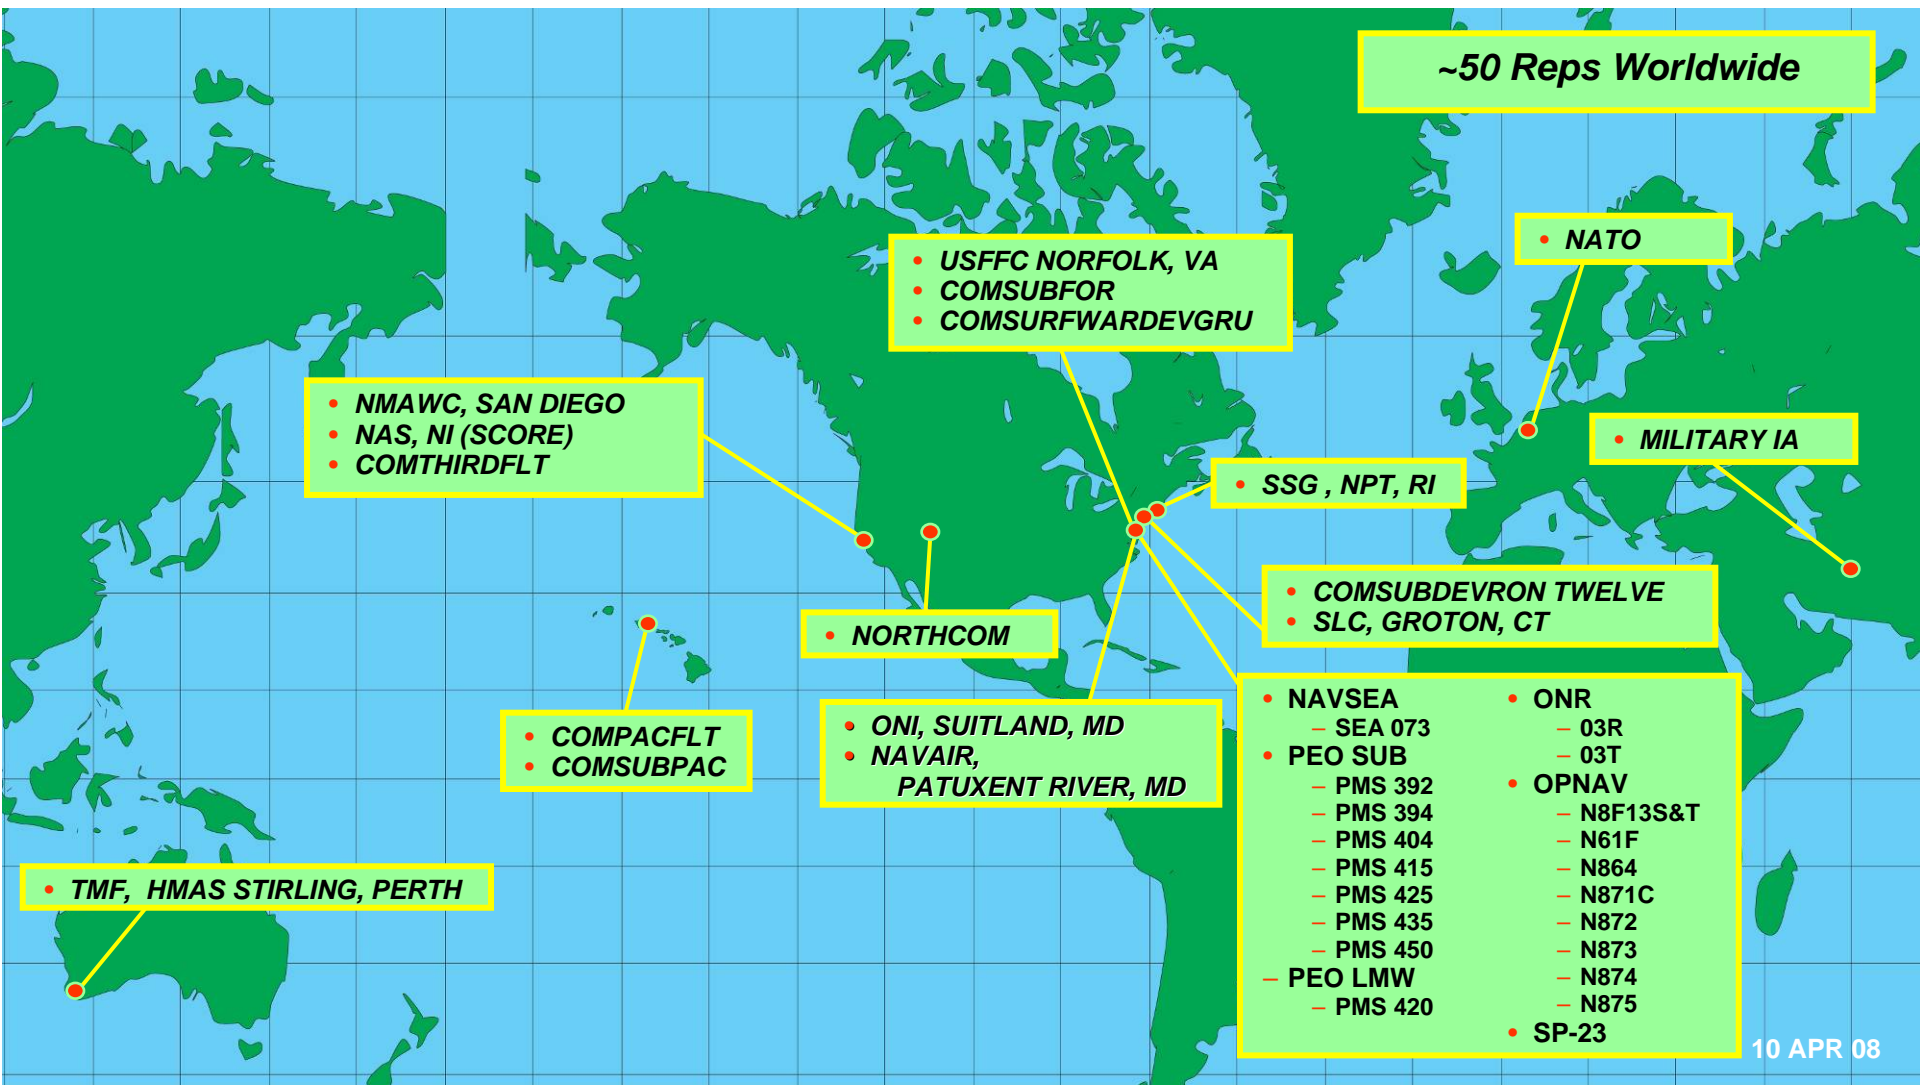 ~50 Reps Worldwide
• NATO
• USFFC NORFOLK, VA
• COMSUBFOR
• COMSURFWARDEVGRU
• NMAWC, SAN DIEGO
• NAS, NI (SCORE)
• COMTHIRDFLT
• MILITARY IA
• SSG , NPT, RI
• COMSUBDEVRON TWELVE
• SLC, GROTON, CT
• NORTHCOM
• COMPACFLT
• COMSUBPAC
• ONI, SUITLAND, MD
• NAVAIR,
PATUXENT RIVER, MD
• TMF, HMAS STIRLING, PERTH
• NAVSEA
– SEA 073
• PEO SUB
– PMS 392
– PMS 394
– PMS 404
– PMS 415
– PMS 425
– PMS 435
– PMS 450
– PEO LMW
– PMS 420
• ONR
– 03R
– 03T
• OPNAV
– N8F13S&T
– N61F
– N864
– N871C
– N872
– N873
– N874
– N875
• SP-23
10 APR 08